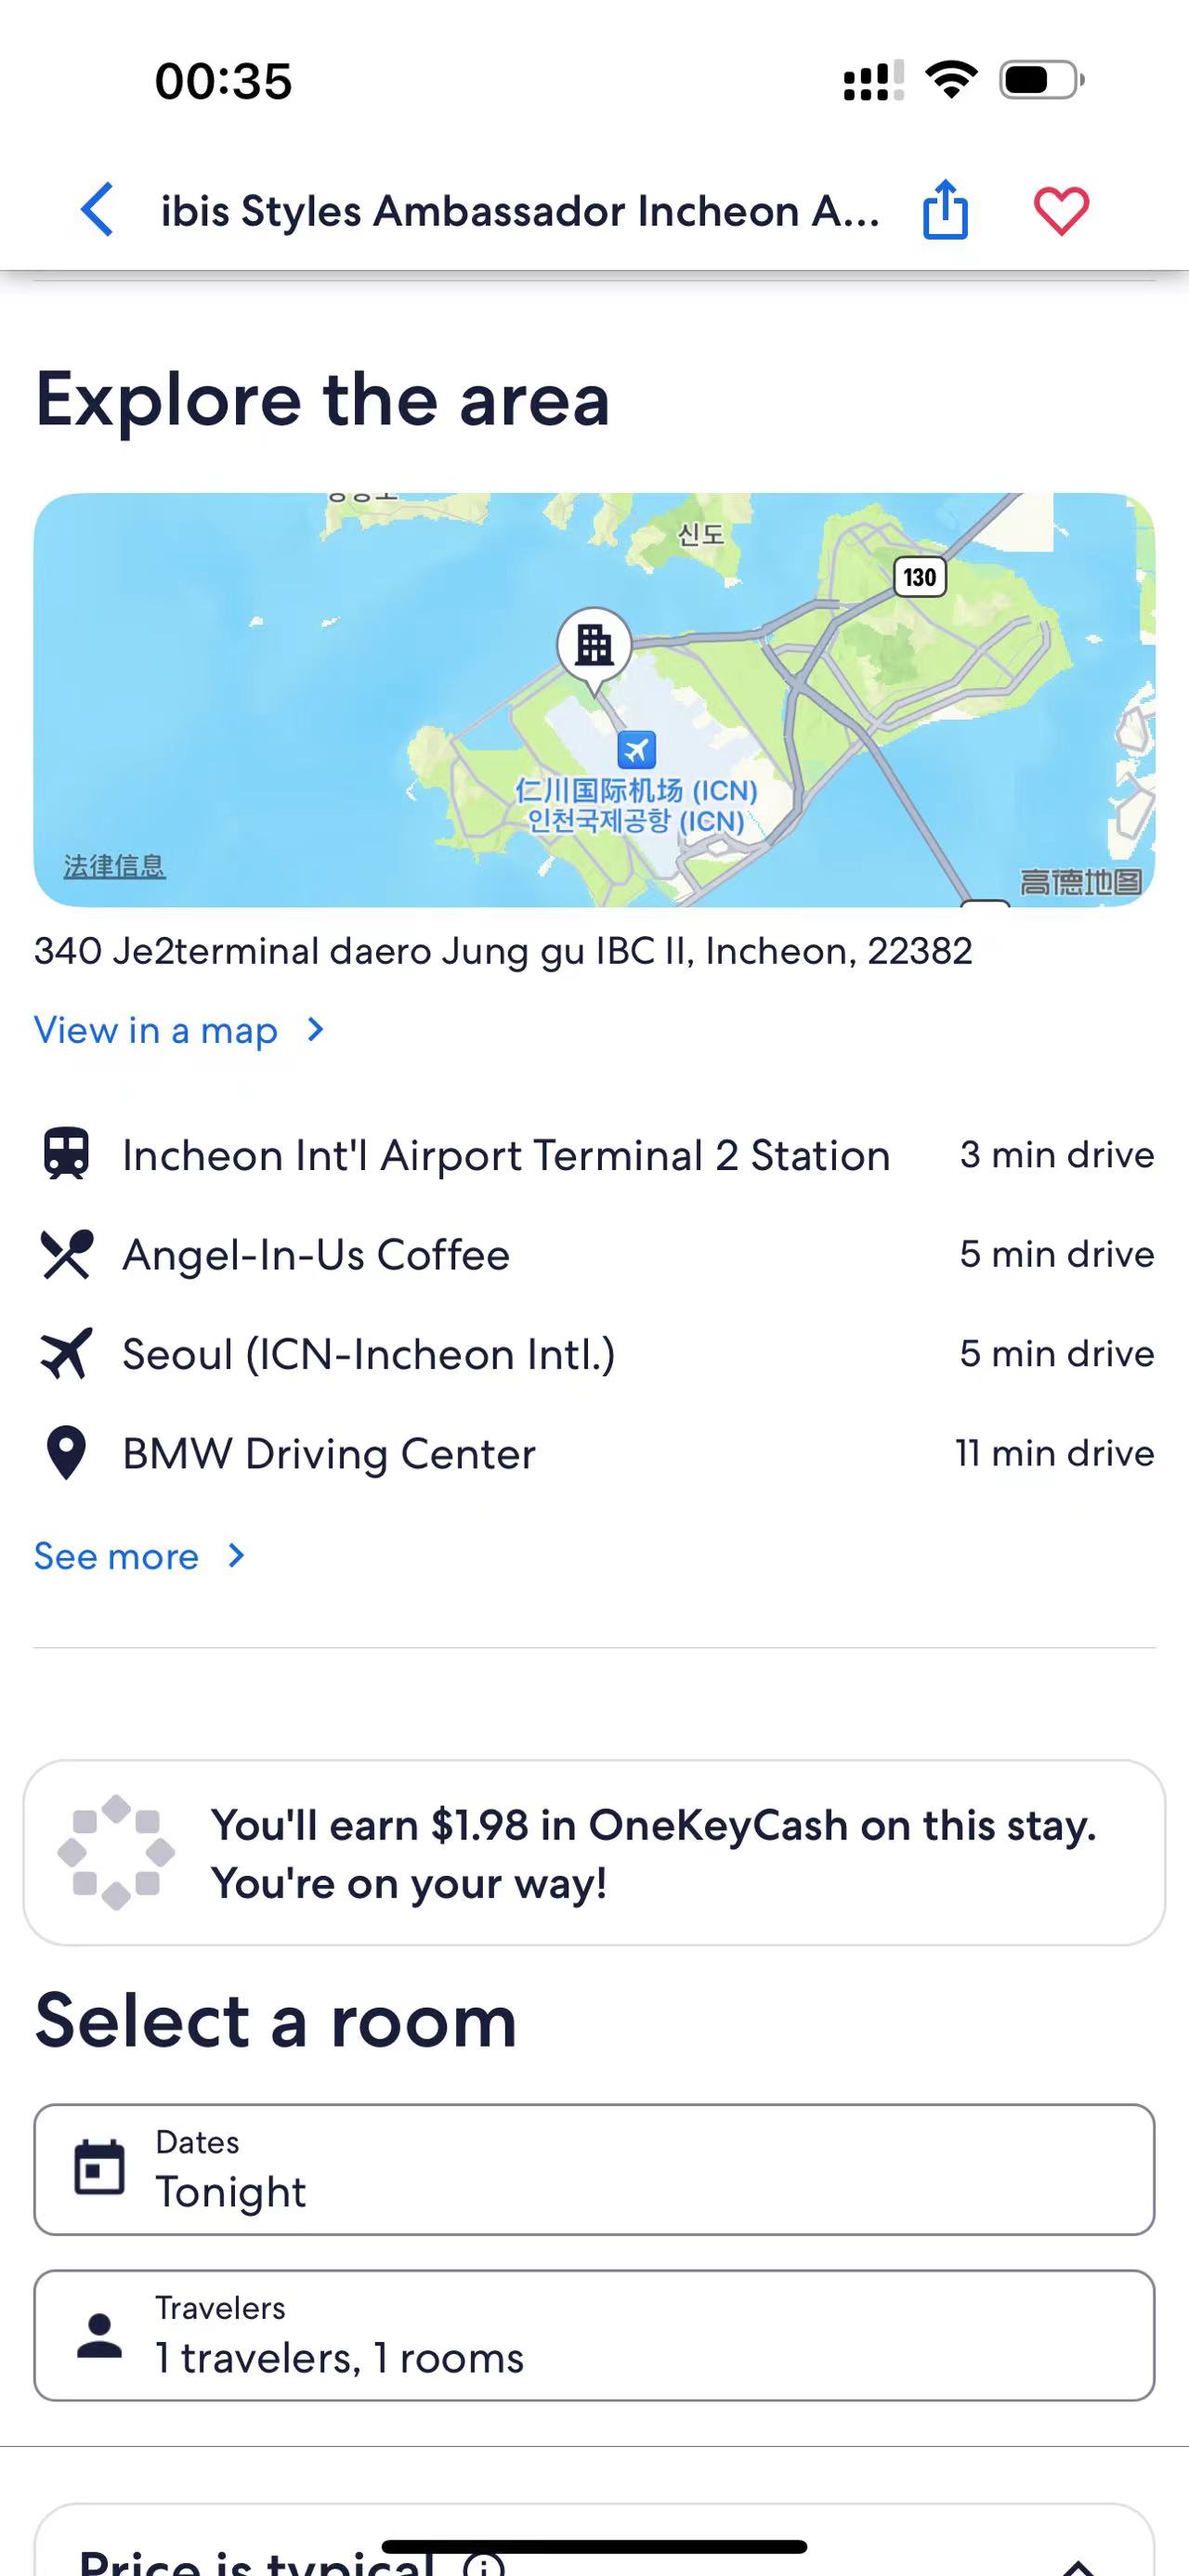 00:35
ibis Styles Ambassador Incheon A...
Explore the area
신도
130
仁川国际机场 (ICN)
인천국제공항 (ICN)
法律信息
高德地图
340 Je2terminal daero Jung gu IBC II, Incheon, 22382
View in a map
Incheon Int'l Airport Terminal 2 Station 3 min drive
Angel-In-Us Coffee 5 min drive
Seoul (ICN-Incheon Intl.) 5 min drive
BMW Driving Center 11 min drive
See more
You'll earn $1.98 in OneKeyCash on this stay.
You're on your way!
Select a room
Dates
Tonight
Travelers
1 travelers, 1 rooms
Price is typical